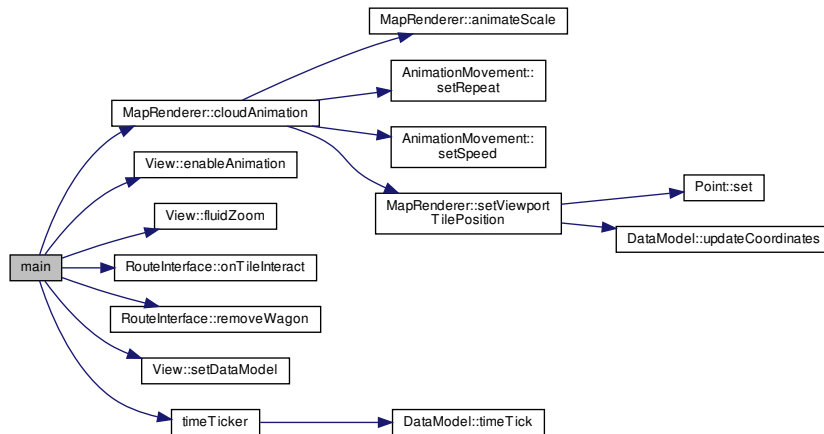 MapRenderer::animateScale
AnimationMovement::
setRepeat
MapRenderer::cloudAnimation
AnimationMovement::
setSpeed
View::enableAnimation
Point::set
MapRenderer::setViewport
TilePosition
View::fluidZoom
DataModel::updateCoordinates
main
RouteInterface::onTileInteract
RouteInterface::removeWagon
View::setDataModel
timeTicker
DataModel::timeTick